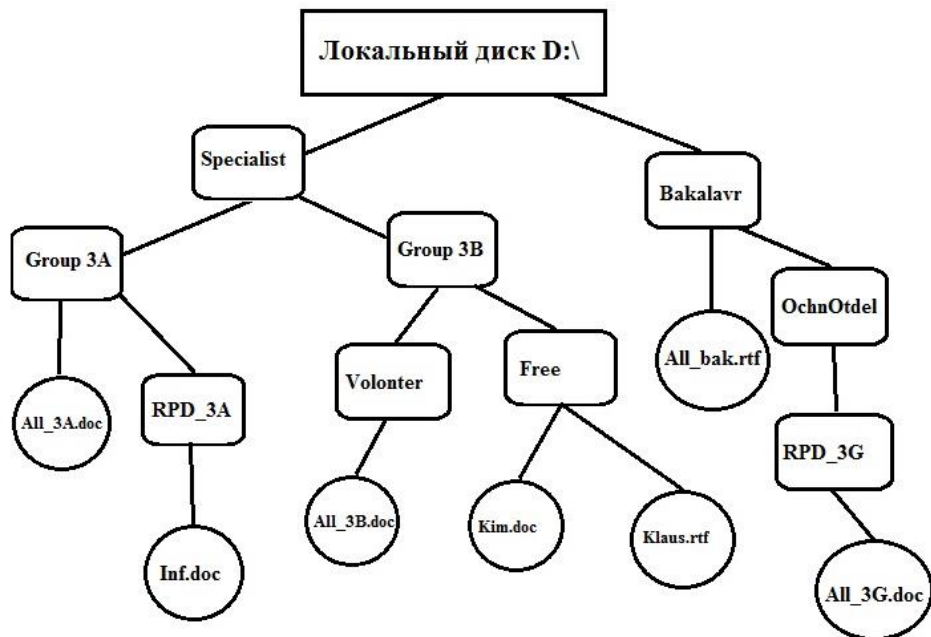 Локальный диск D:\
Specialist
Bakalavr
Group 3A
Group 3B
OchnOtdel
All_bak.rtf
Volonter
Free
RPD_3A
All_3A.doc
RPD_3G
All_3B.doc
Kim.doc
Klaus.rtf
Inf.doc
All_3G.doc